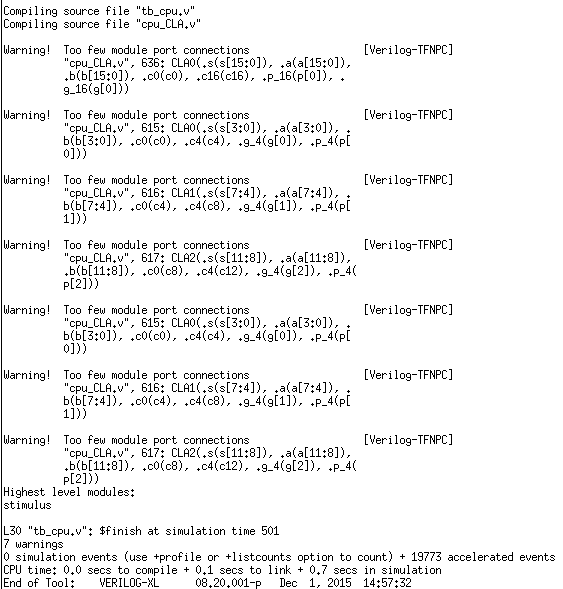 Compiling source file "tb_cpu.v"
Compiling source file "cpu_CLA.v"
Warning!  Too few module port connections                    [Verilog-TFNPC]
          "cpu_CLA.v", 636: CLA0(.s(s[15:0]), .a(a[15:0]),
          .b(b[15:0]), .c0(c0), .c16(c16), .p_16(p[0]), .
          g_16(g[0]))
Warning!  Too few module port connections                    [Verilog-TFNPC]
          "cpu_CLA.v", 615: CLA0(.s(s[3:0]), .a(a[3:0]), .
          b(b[3:0]), .c0(c0), .c4(c4), .g_4(g[0]), .p_4(p[
          0]))
Warning!  Too few module port connections                    [Verilog-TFNPC]
          "cpu_CLA.v", 616: CLA1(.s(s[7:4]), .a(a[7:4]), .
          b(b[7:4]), .c0(c4), .c4(c8), .g_4(g[1]), .p_4(p[
          1]))
Warning!  Too few module port connections                    [Verilog-TFNPC]
          "cpu_CLA.v", 617: CLA2(.s(s[11:8]), .a(a[11:8]),
          .b(b[11:8]), .c0(c8), .c4(c12), .g_4(g[2]), .p_4(
          p[2]))
Warning!  Too few module port connections                    [Verilog-TFNPC]
          "cpu_CLA.v", 615: CLA0(.s(s[3:0]), .a(a[3:0]), .
          b(b[3:0]), .c0(c0), .c4(c4), .g_4(g[0]), .p_4(p[
          0]))
Warning!  Too few module port connections                    [Verilog-TFNPC]
          "cpu_CLA.v", 616: CLA1(.s(s[7:4]), .a(a[7:4]), .
          b(b[7:4]), .c0(c4), .c4(c8), .g_4(g[1]), .p_4(p[
          1]))
Warning!  Too few module port connections                    [Verilog-TFNPC]
          "cpu_CLA.v", 617: CLA2(.s(s[11:8]), .a(a[11:8]),
          .b(b[11:8]), .c0(c8), .c4(c12), .g_4(g[2]), .p_4(
          p[2]))
Highest level modules:
stimulus
L30 "tb_cpu.v": $finish at simulation time 501
7 warnings
0 simulation events (use +profile or +listcounts option to count) + 19773 accelerated events
CPU time: 0.0 secs to compile + 0.1 secs to link + 0.7 secs in simulation
End of Tool:    VERILOG-XL      08.20.001-p   Dec  1, 2015  14:57:32